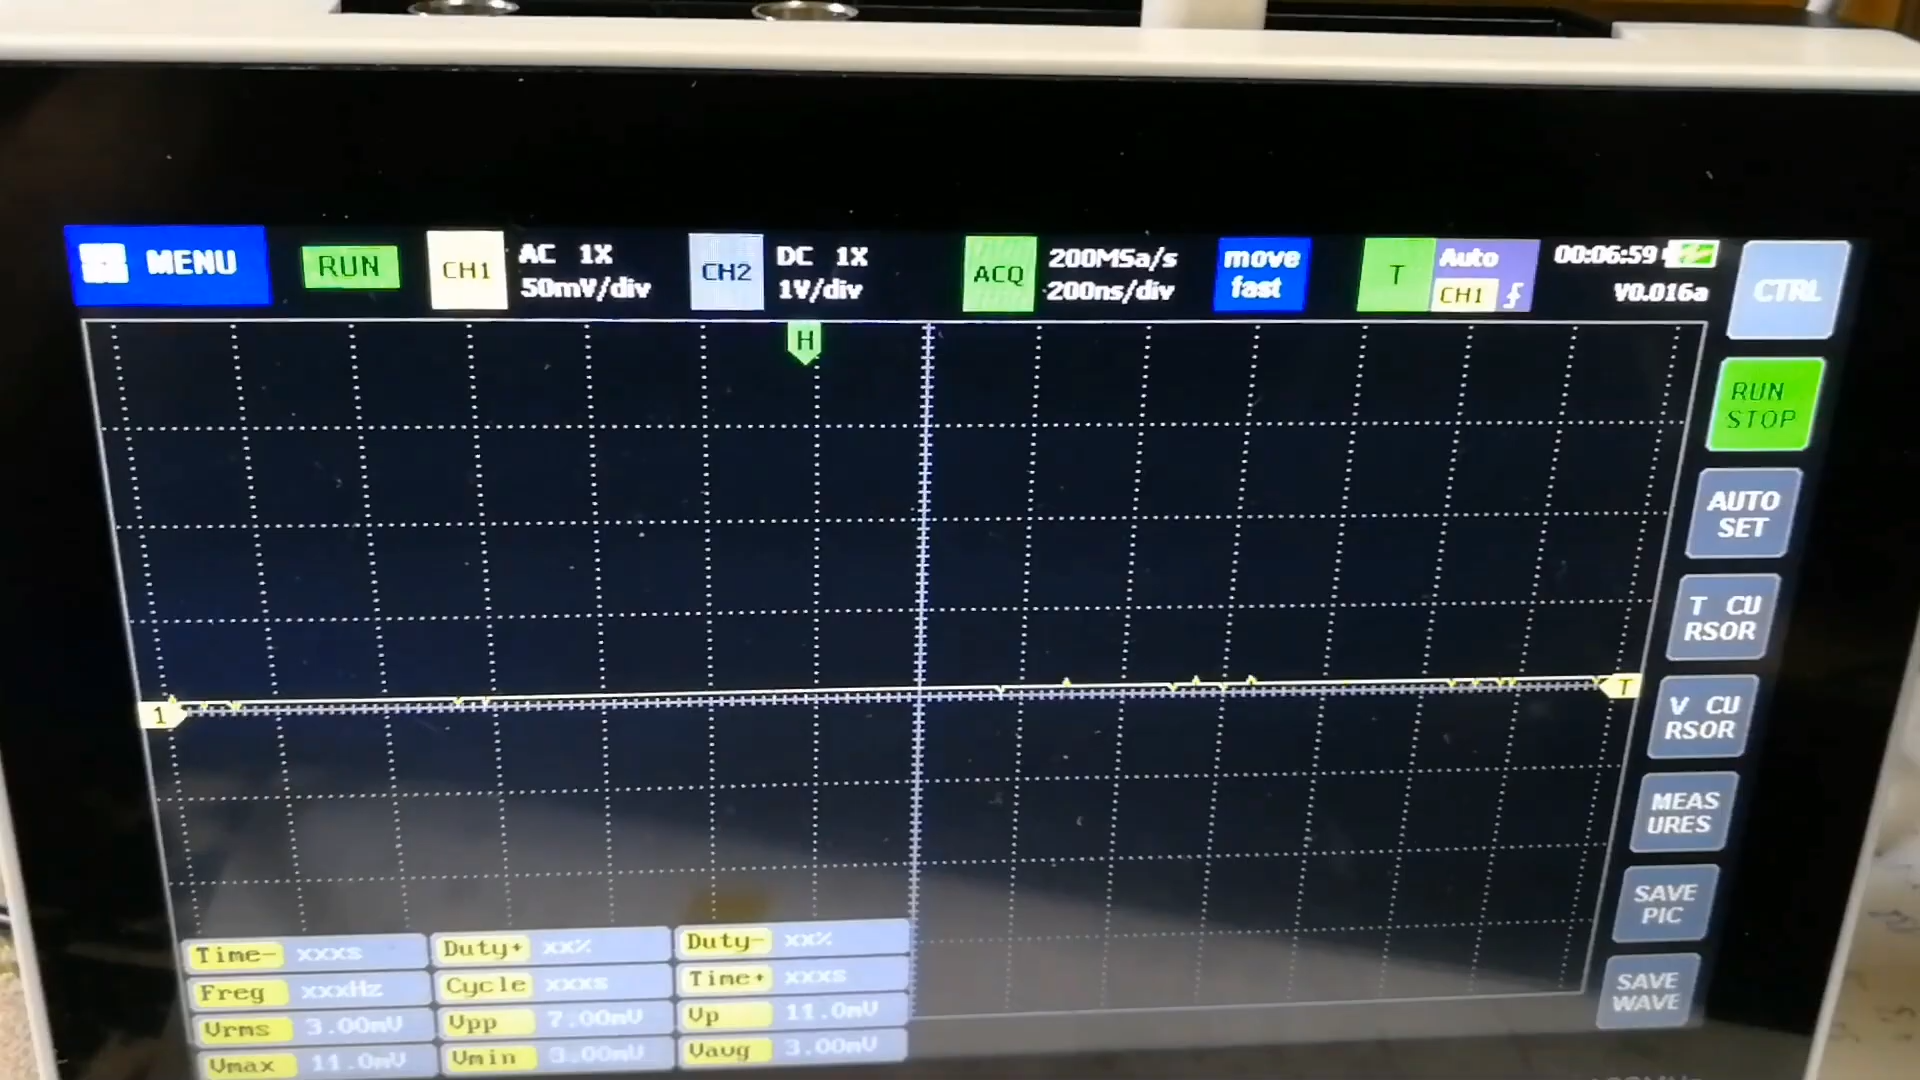 MENU
RUN
CH1
AC 1X
50mV/div
CH2
DC 1X
1V/div
ACQ
200MSa/s
200ns/div
move
fast
T
Auto
CH1
00:06:59
V0.016a
CTRL
H
RUN
STOP
AUTO
SET
T CU
RSOR
1
T
V CU
RSOR
MEAS
URES
SAVE
PIC
SAVE
WAVE
Time- xxxs
Duty+ xx%
Duty- xx%
Freq xxxHz
Cycle xxxs
Time+ xxxs
Vrms 3.00mV
Vpp 7.00mV
Vp 11.0mV
Vmax 11.0mV
Vmin 3.00mV
Vavg 3.00mV